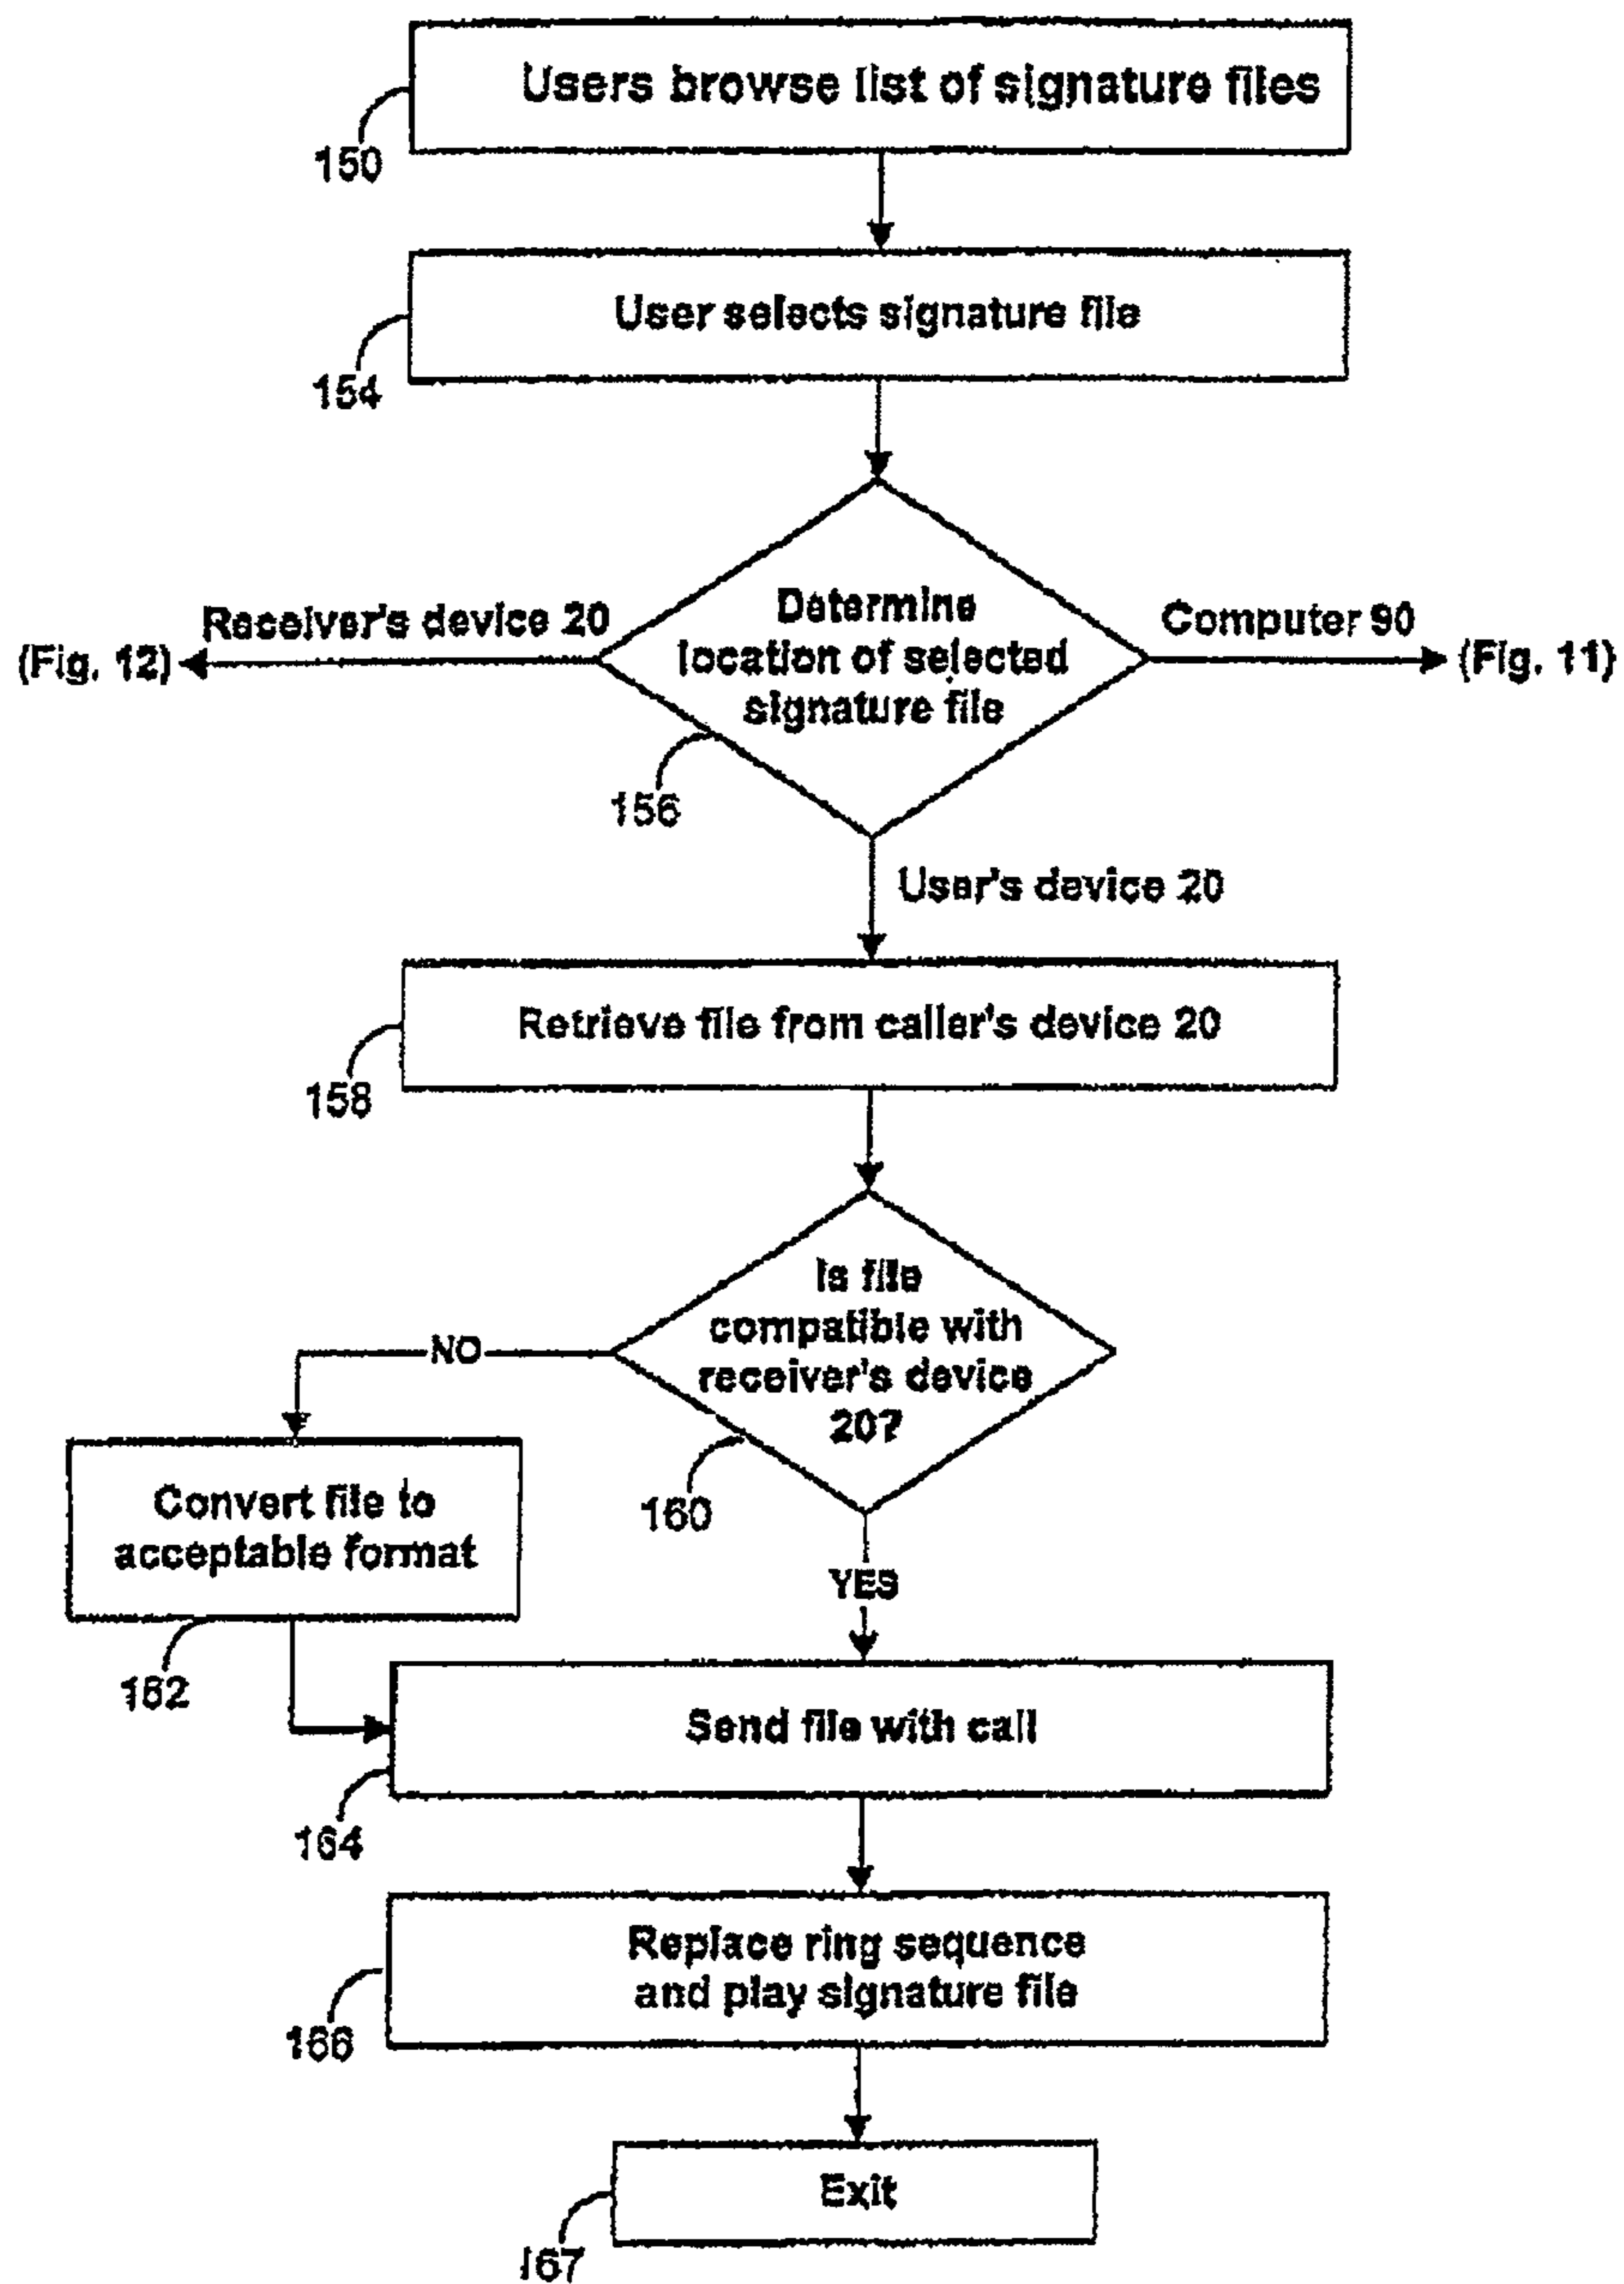 Users browse list of signature files
150
User selects signature file
154
Determine
location of selected
signature file
Receiver's device 20
(Fig. 12)
Computer 90
(Fig. 11)
156
User's device 20
Retrieve file from caller's device 20
158
Is file
compatible with
receiver's device
20?
NO
160
Convert file to
acceptable format
YES
162
Send file with call
164
Replace ring sequence
and play signature file
166
Exit
167